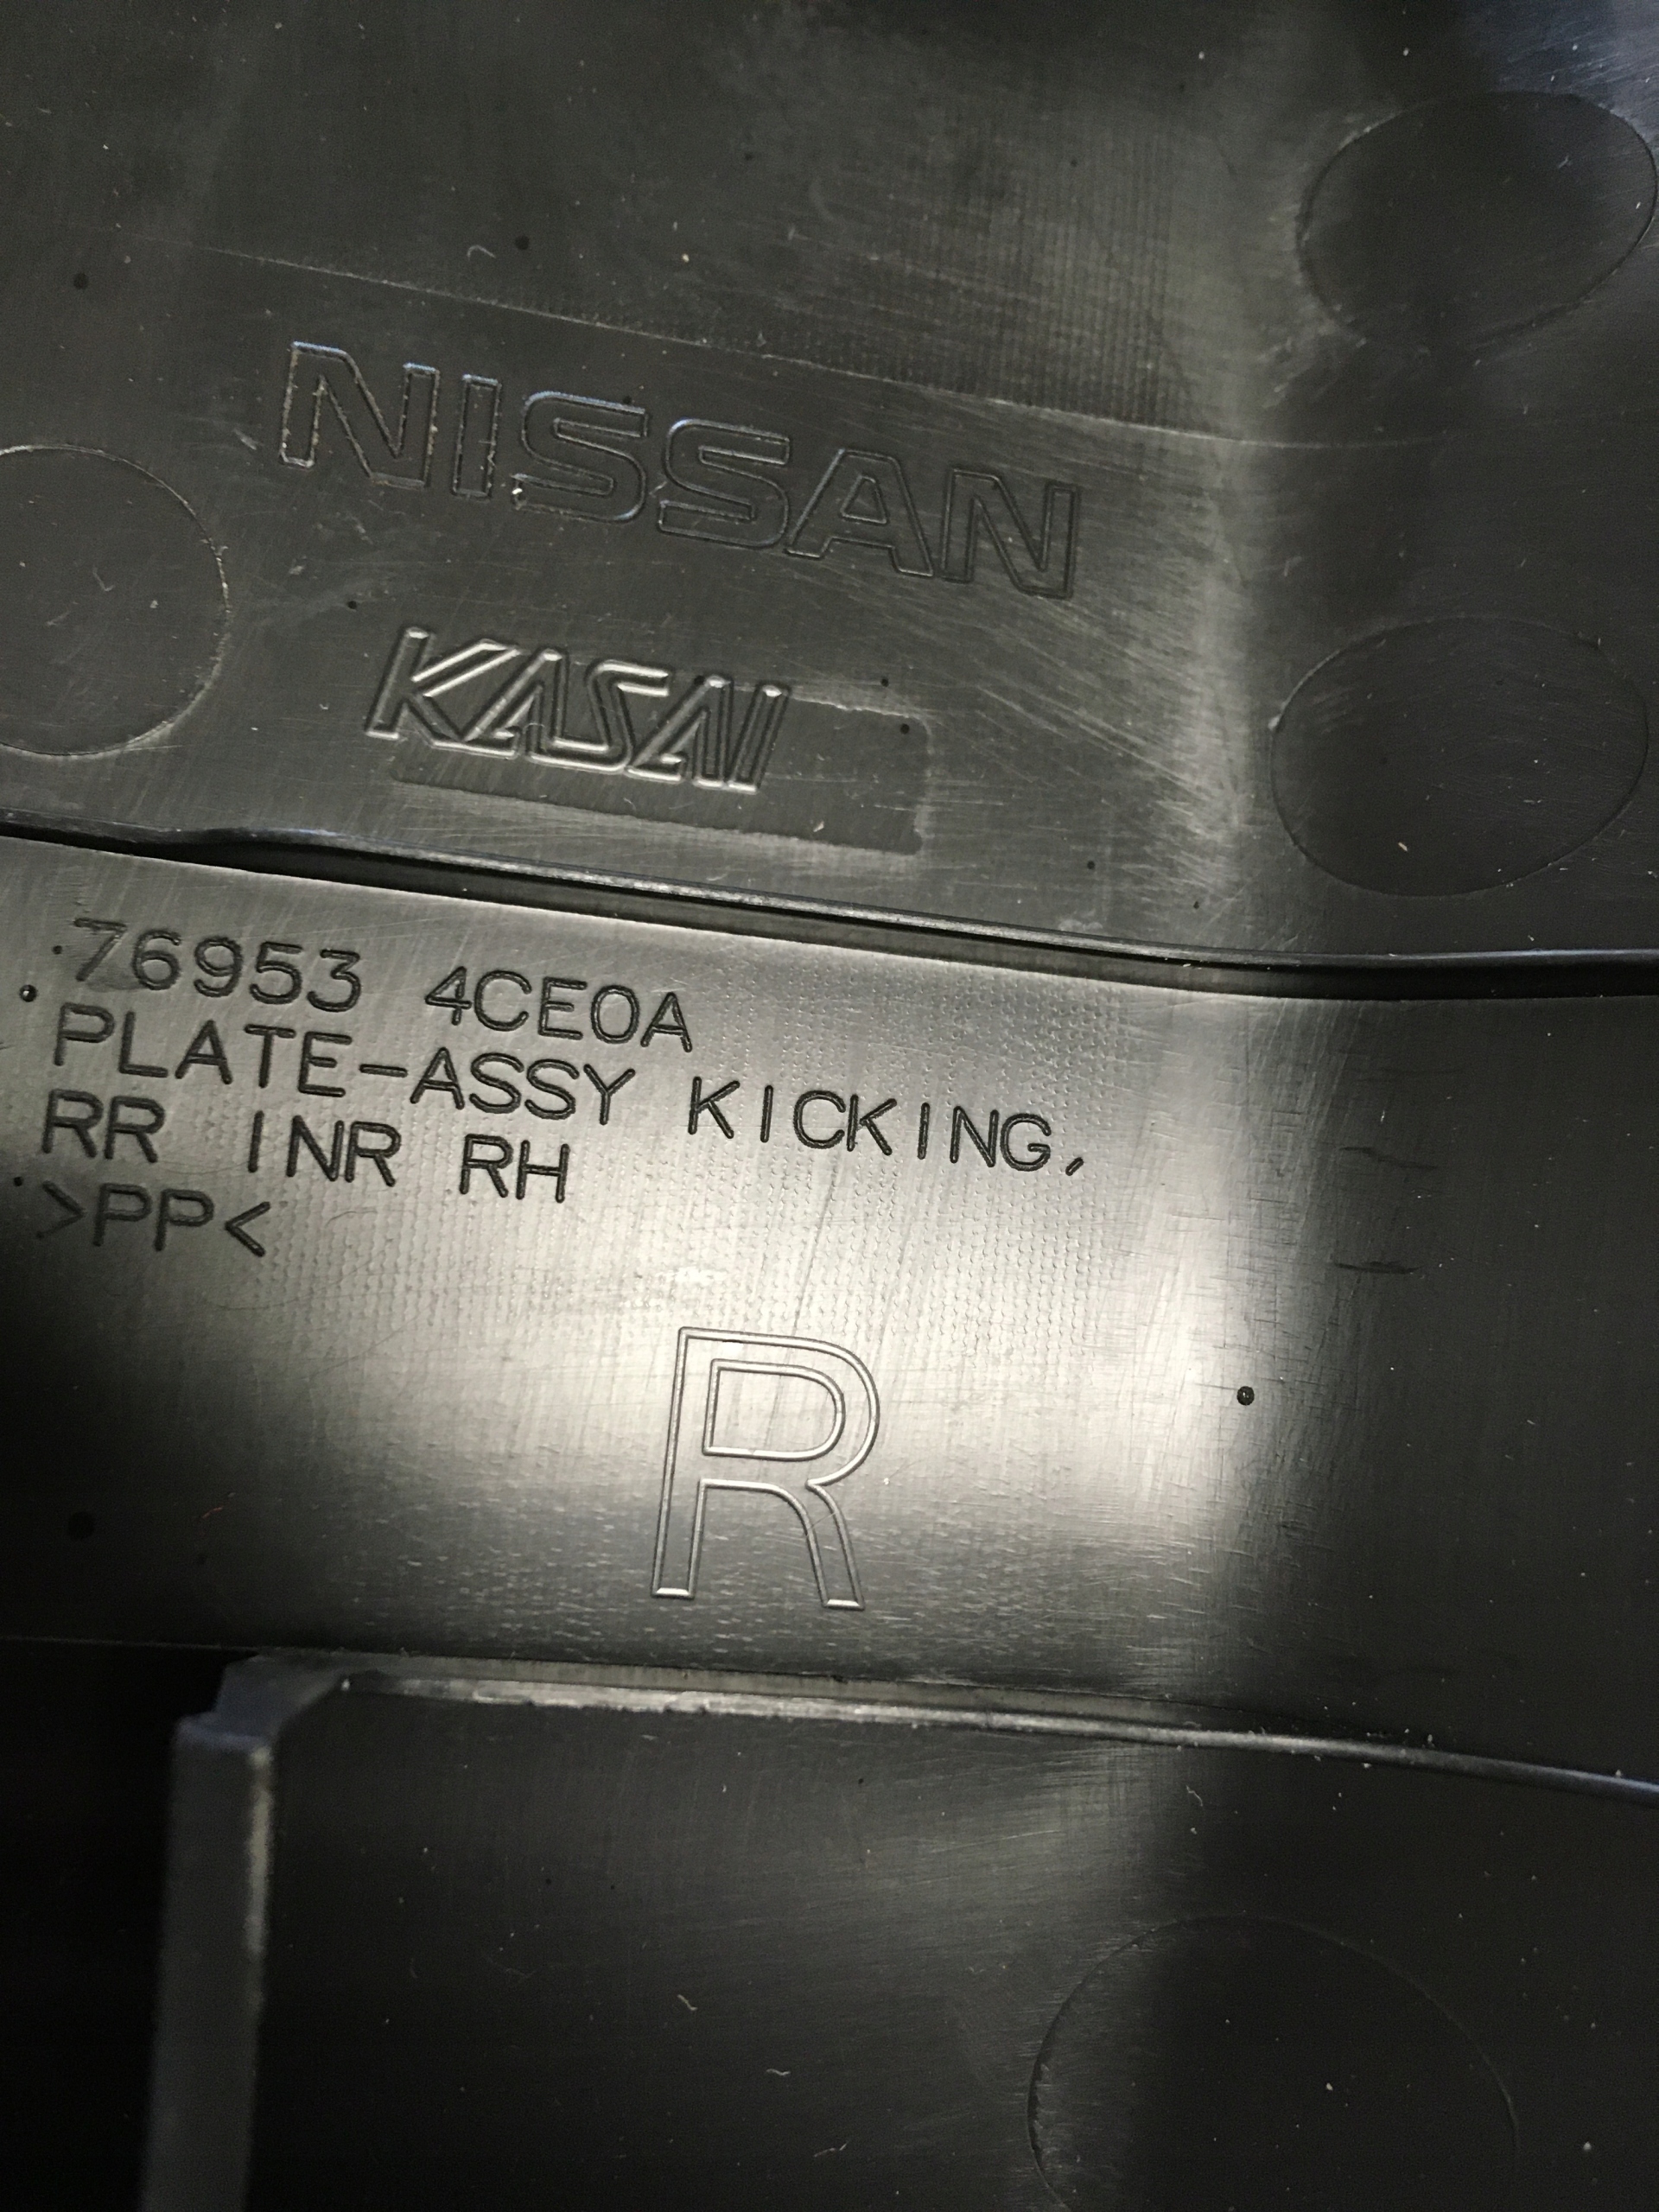 NISSAN
KASAI
76953 4CE0A
PLATE-ASSY KICKING,
RR INR RH
>PP<
R